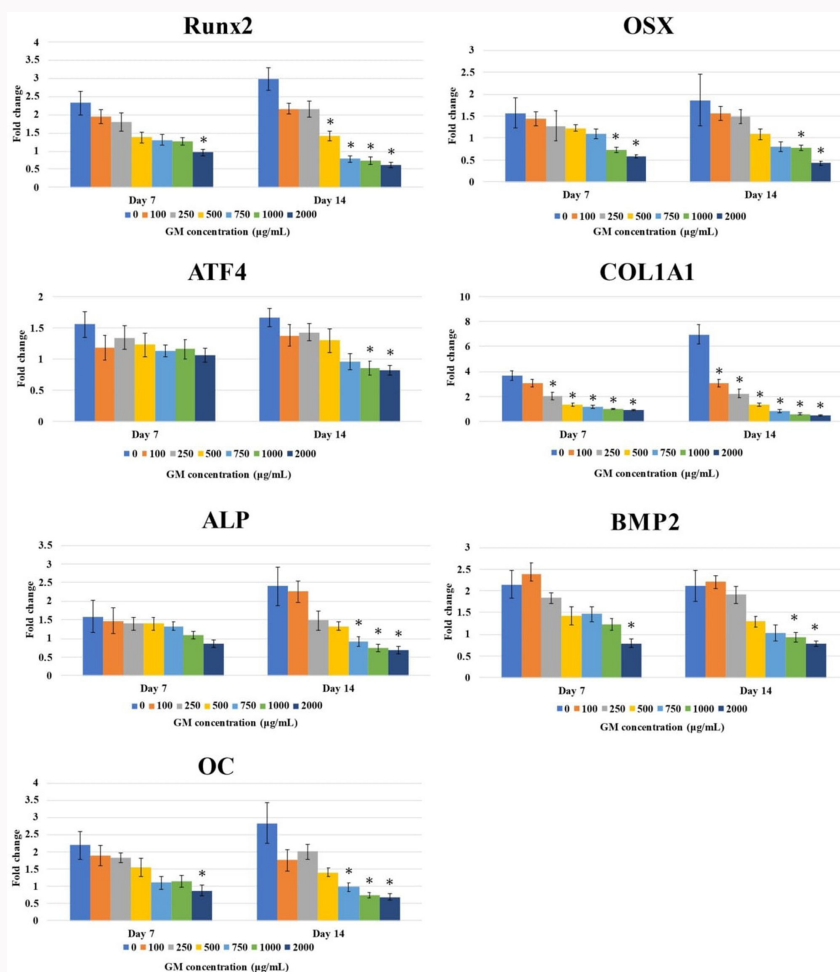 Runx2
4
3.5
3
2.5
2
1.5
1
0.5
0
Fold change
*
*
*
*
*
Day 7 Day 14
0 100 250 500 750 1000 2000
GM concentration (µg/mL)
OSX
3
2.5
2
1.5
1
0.5
0
Fold change
*
*
*
*
Day 7 Day 14
0 100 250 500 750 1000 2000
GM concentration (µg/mL)
ATF4
2
1.5
1
0.5
0
Fold change
*
*
Day 7 Day 14
0 100 250 500 750 1000 2000
GM concentration (µg/mL)
COL1A1
10
8
6
4
2
0
Fold change
*
*
*
*
*
*
*
*
*
*
*
Day 7 Day 14
0 100 250 500 750 1000 2000
GM concentration (µg/mL)
ALP
3.5
3
2.5
2
1.5
1
0.5
0
Fold change
*
*
*
Day 7 Day 14
0 100 250 500 750 1000 2000
GM concentration (µg/mL)
BMP2
3
2.5
2
1.5
1
0.5
0
Fold change
*
*
*
Day 7 Day 14
0 100 250 500 750 1000 2000
GM concentration (µg/mL)
OC
4
3.5
3
2.5
2
1.5
1
0.5
0
Fold change
*
*
*
*
Day 7 Day 14
0 100 250 500 750 1000 2000
GM concentration (µg/mL)